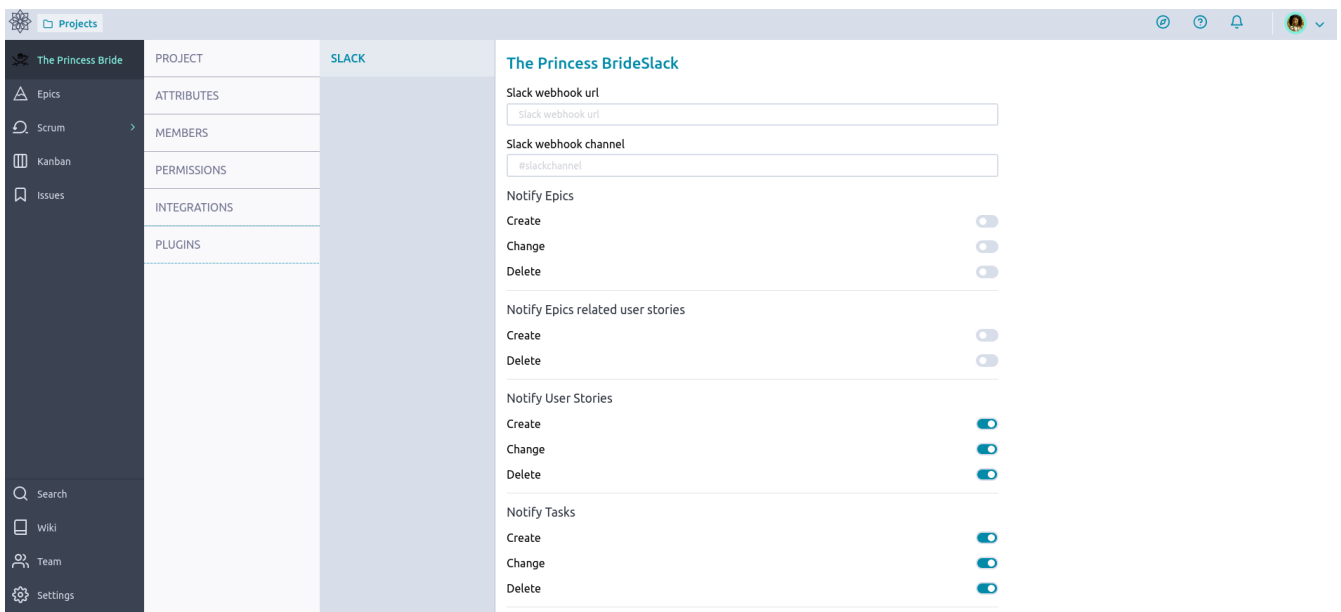 Projects
The Princess Bride
Epics
Scrum
Kanban
Issues
Search
Wiki
Team
Settings
PROJECT
ATTRIBUTES
MEMBERS
PERMISSIONS
INTEGRATIONS
PLUGINS
SLACK
The Princess BrideSlack
Slack webhook url
Slack webhook url
Slack webhook channel
#slackchannel
Notify Epics
Create
Change
Delete
Notify Epics related user stories
Create
Delete
Notify User Stories
Create
Change
Delete
Notify Tasks
Create
Change
Delete